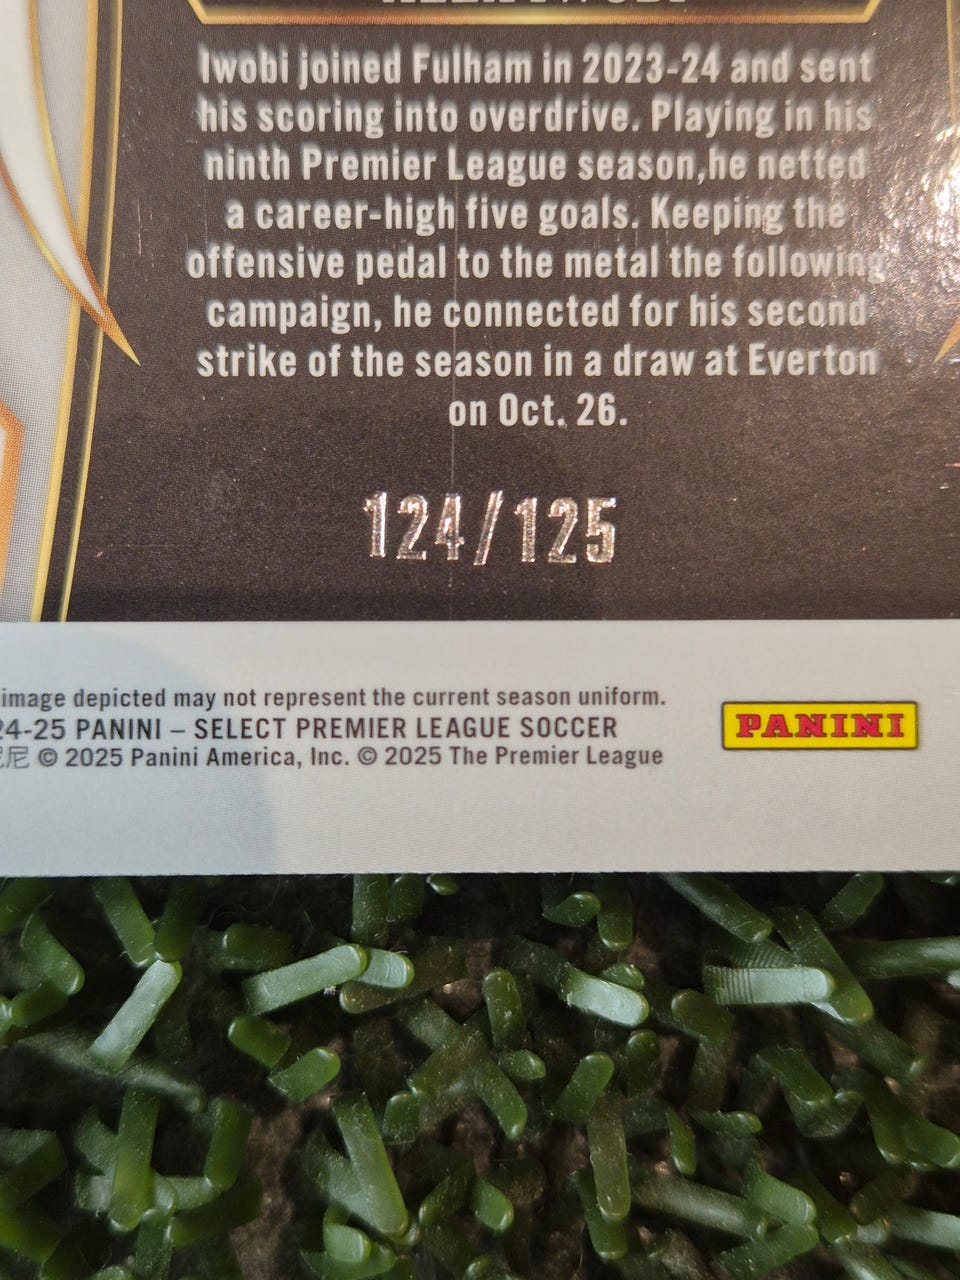 Iwobi joined Fulham in 2023-24 and sent
his scoring into overdrive. Playing in his
ninth Premier League season,he netted
a career-high five goals. Keeping the
offensive pedal to the metal the following
campaign, he connected for his second
strike of the season in a draw at Everton
on Oct. 26.
124/125
image depicted may not represent the current season uniform.
24-25 PANINI – SELECT PREMIER LEAGUE SOCCER
尼 © 2025 Panini America, Inc. © 2025 The Premier League
PANINI